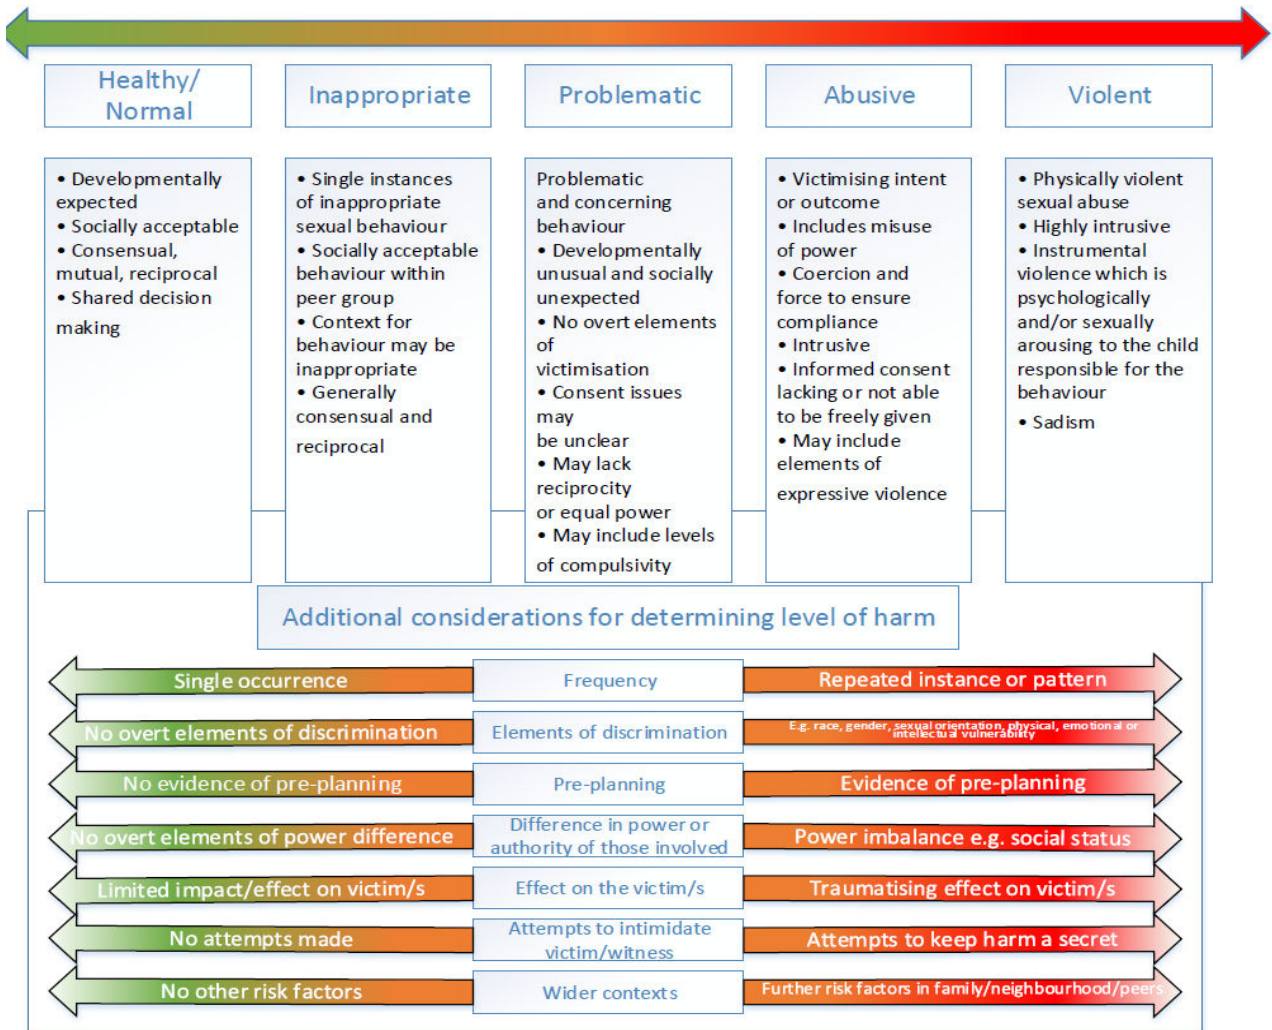 Healthy/
Normal
Inappropriate
Problematic
Abusive
Violent
• Developmentally
expected
• Socially acceptable
• Consensual,
mutual, reciprocal
• Shared decision
making
• Single instances
of inappropriate
sexual behaviour
• Socially acceptable
behaviour within
peer group
• Context for
behaviour may be
inappropriate
• Generally
consensual and
reciprocal
Problematic
and concerning
behaviour
• Developmentally
unusual and socially
unexpected
• No overt elements
of
victimisation
• Consent issues
may
be unclear
• May lack
reciprocity
or equal power
• May include levels
of compulsivity
• Victimising intent
or outcome
• Includes misuse
of power
• Coercion and
force to ensure
compliance
• Intrusive
• Informed consent
lacking or not able
to be freely given
• May include
elements of
expressive violence
• Physically violent
sexual abuse
• Highly intrusive
• Instrumental
violence which is
psychologically
and/or sexually
arousing to the child
responsible for the
behaviour
• Sadism
Additional considerations for determining level of harm
Single occurrence
Frequency
Repeated instance or pattern
No overt elements of discrimination
Elements of discrimination
E.g. race, gender, sexual orientation, physical, emotional or
intellectual vulnerability
No evidence of pre-planning
Pre-planning
Evidence of pre-planning
No overt elements of power difference
Difference in power or
authority of those involved
Power imbalance e.g. social status
Limited impact/effect on victim/s
Effect on the victim/s
Traumatising effect on victim/s
No attempts made
Attempts to intimidate
victim/witness
Attempts to keep harm a secret
No other risk factors
Wider contexts
Further risk factors in family/neighbourhood/peers